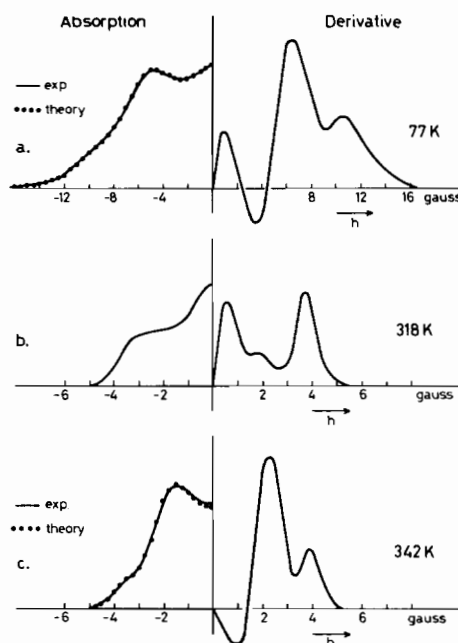 Absorption Derivative
exp
theory
a.
77 K
-12 -8 -4 4 8 12 16 gauss
h
b.
318 K
-6 -4 -2 2 4 6 gauss
h
exp
theory
c.
342 K
-6 -4 -2 2 4 6 gauss
h